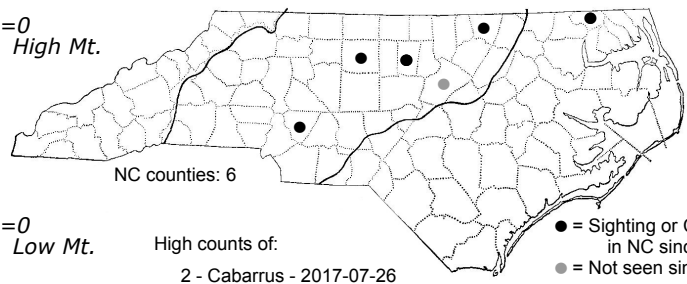 =0
High Mt.
NC counties: 6
=0
Low Mt.
High counts of:
2 - Cabarrus - 2017-07-26
= Sighting or
in NC sinc
= Not seen sin